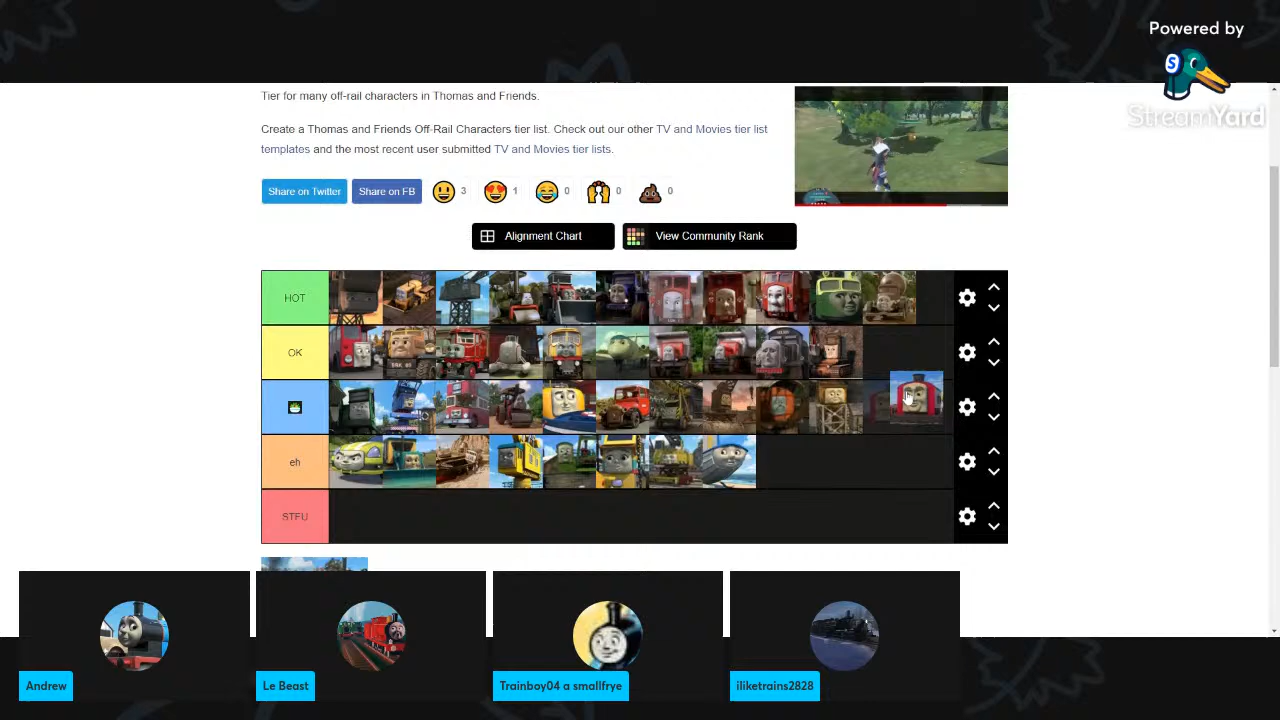 Powered by
StreamYard
Tier for many off-rail characters in Thomas and Friends.
Create a Thomas and Friends Off-Rail Characters tier list. Check out our other TV and Movies tier list
templates and the most recent user submitted TV and Movies tier lists.
Share on Twitter
Share on FB
3
1
0
0
0
Alignment Chart
View Community Rank
HOT
OK
eh
STFU
Andrew
Le Beast
Trainboy04 a smallfrye
iliketrains2828